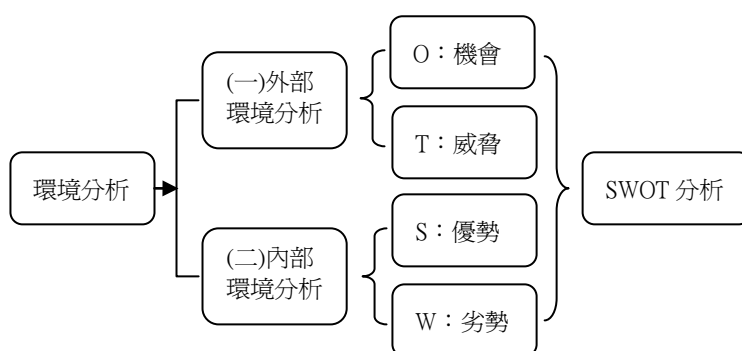 環境分析
(一)外部
環境分析
(二)內部
環境分析
O：機會
T：威脅
S：優勢
W：劣勢
SWOT 分析